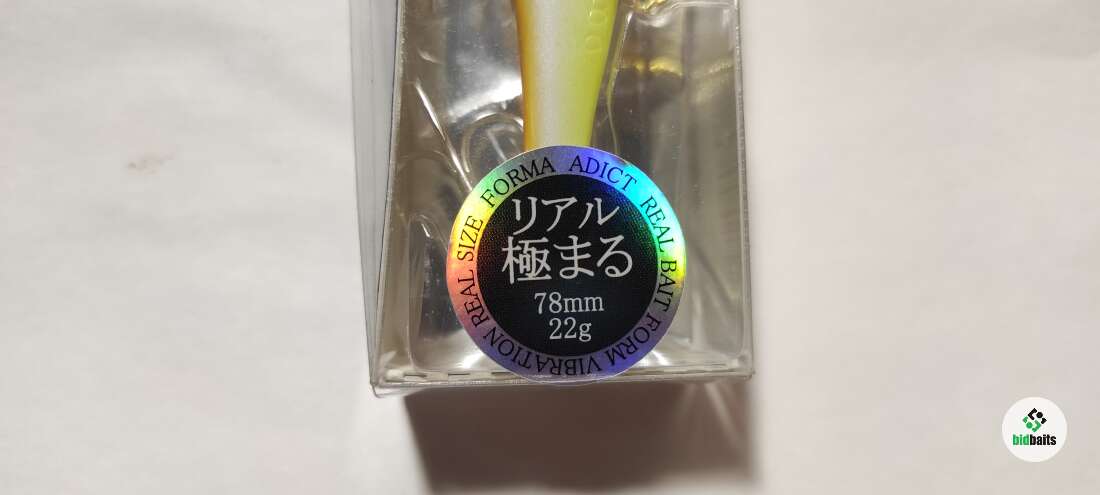 FORMA ADICT REAL BAIT FORM VIBRATION REAL SIZE
リアル
極まる
78mm
22g
bidbaits